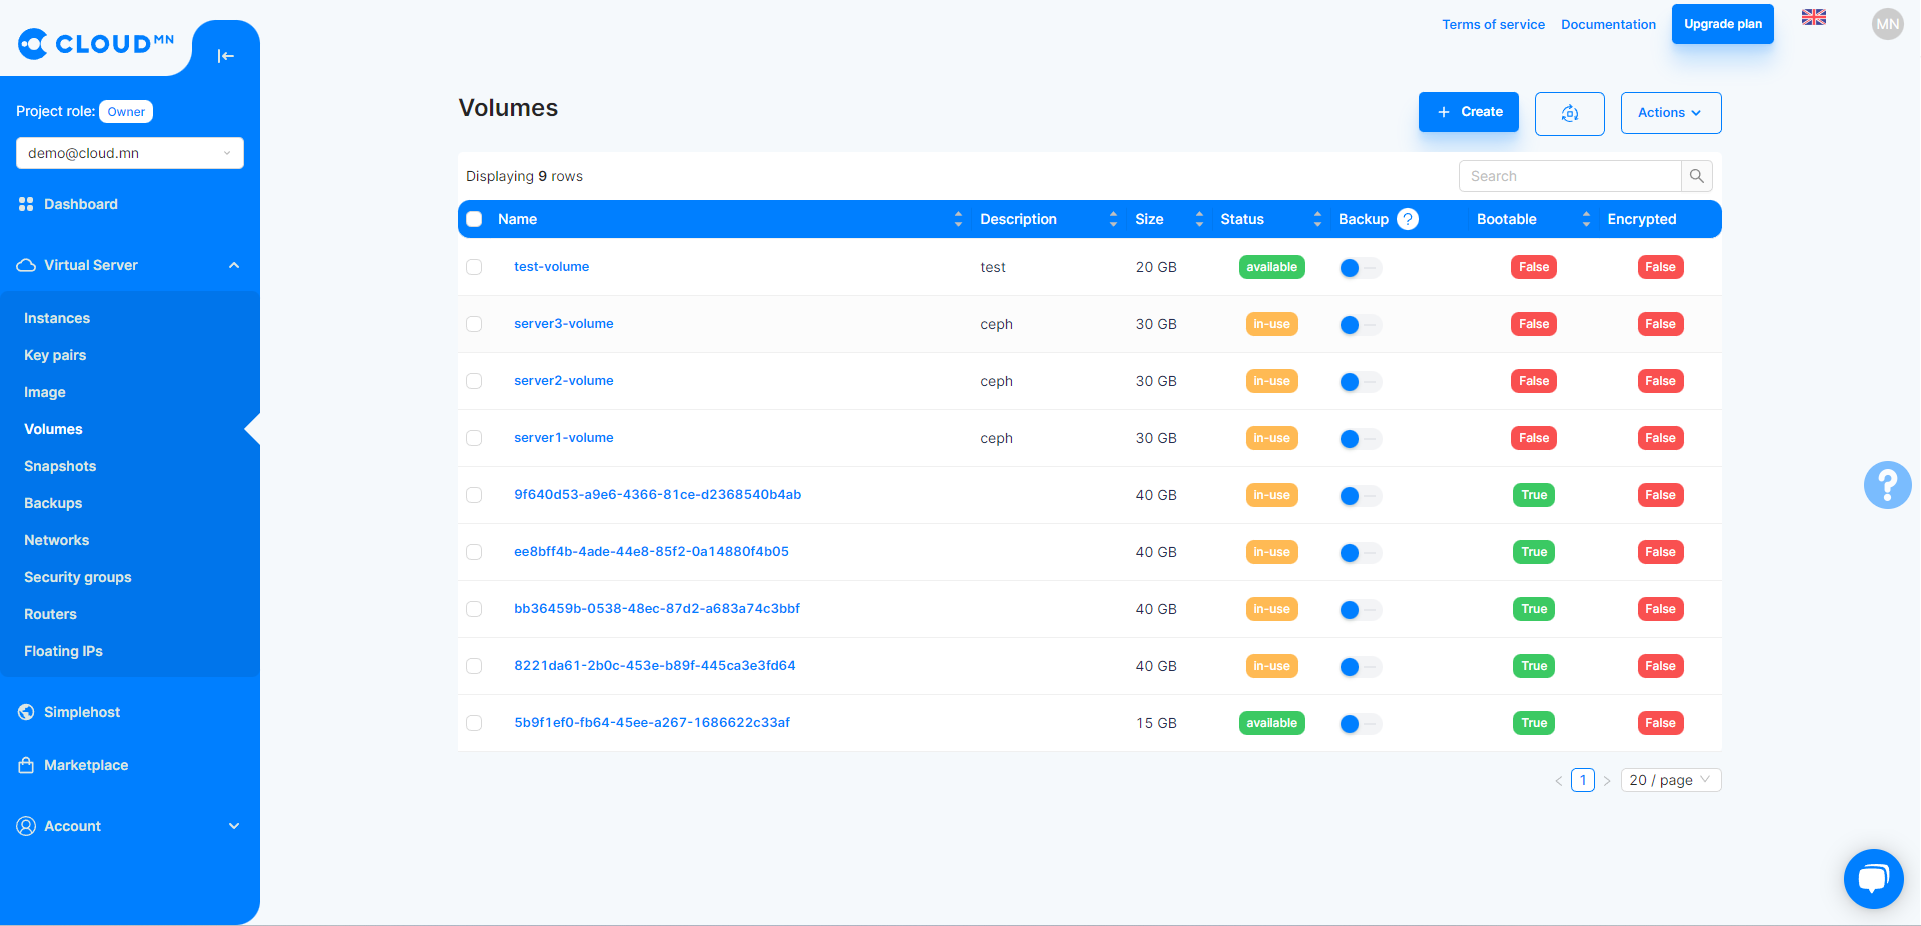 CLOUD MN
Terms of service
Documentation
Upgrade plan
MN
Project role: Owner
demo@cloud.mn
Dashboard
Virtual Server
Instances
Key pairs
Image
Volumes
Snapshots
Backups
Networks
Security groups
Routers
Floating IPs
Simplehost
Marketplace
Account
Volumes
+ Create
Actions
Displaying 9 rows
Search
Name Description Size Status Backup ? Bootable Encrypted
test-volume test 20 GB available False False
server3-volume ceph 30 GB in-use False False
server2-volume ceph 30 GB in-use False False
server1-volume ceph 30 GB in-use False False
9f640d53-a9e6-4366-81ce-d2368540b4ab 40 GB in-use True False
ee8bff4b-4ade-44e8-85f2-0a14880f4b05 40 GB in-use True False
bb36459b-0538-48ec-87d2-a683a74c3bbf 40 GB in-use True False
8221da61-2b0c-453e-b89f-445ca3e3fd64 40 GB in-use True False
5b9f1ef0-fb64-45ee-a267-1686622c33af 15 GB available True False
< 1 > 20 / page
?